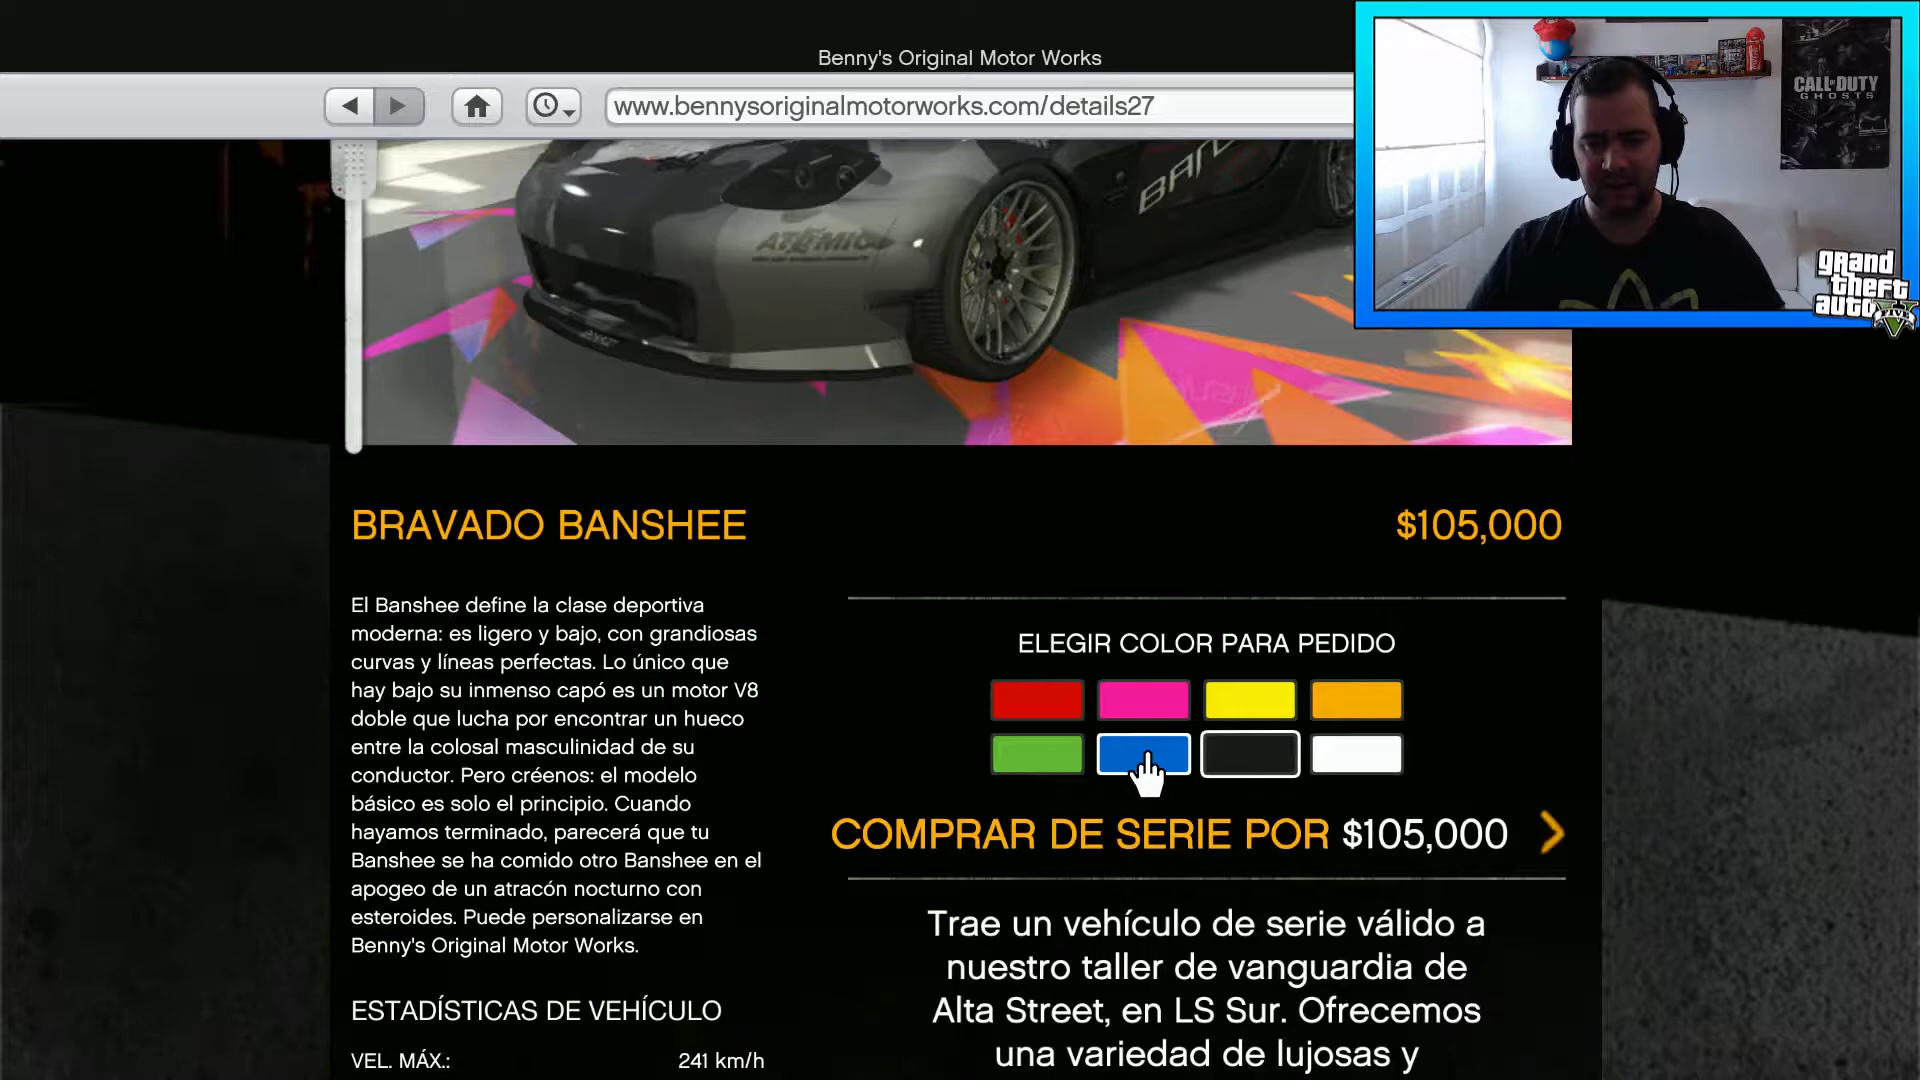 Benny's Original Motor Works
www.bennysoriginalmotorworks.com/details27
CALL OF DUTY
GHOSTS
grand
theft
auto
FIVE
ATOMIC
BRAVADO BANSHEE
$105,000
El Banshee define la clase deportiva
moderna: es ligero y bajo, con grandiosas
curvas y líneas perfectas. Lo único que
hay bajo su inmenso capó es un motor V8
doble que lucha por encontrar un hueco
entre la colosal masculinidad de su
conductor. Pero créenos: el modelo
básico es solo el principio. Cuando
hayamos terminado, parecerá que tu
Banshee se ha comido otro Banshee en el
apogeo de un atracón nocturno con
esteroides. Puede personalizarse en
Benny's Original Motor Works.
ESTADÍSTICAS DE VEHÍCULO
VEL. MÁX.: 241 km/h
ELEGIR COLOR PARA PEDIDO
COMPRAR DE SERIE POR $105,000
Trae un vehículo de serie válido a
nuestro taller de vanguardia de
Alta Street, en LS Sur. Ofrecemos
una variedad de lujosas y